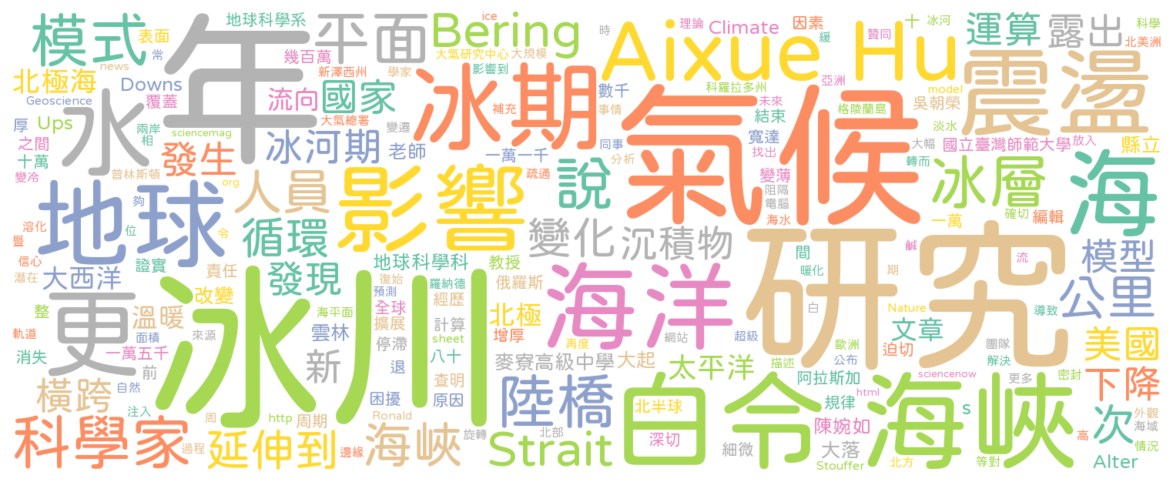 冰川
氣候
研究
年
白令海峽
影響
海洋
地球
冰期
Aixue Hu
震盪
水
更
海
模式
平面
Bering
運算
露出
地球科學系
表面
常
幾百萬
ice
大氣研究中心
大規模
理論
時
Climate
因素
緩
贊同
十
冰河
科學
北美洲
北極海
Downs
news
新澤西州
學家
影響到
數千
科羅拉多州
事情
亞洲
未來
model
Geoscience
覆蓋
流向
國家
補充
結束
格陵蘭島
吳朝榮
厚
Ups
兩岸
相
sciencemag
大氣總署
變遷
冰河期
老師
一萬一千
同事
分析
寬達
找出
淡水
大幅
國立臺灣師範大學
放入
之間
十萬
變冷
發生
普林斯頓
疏通
說
變薄
阻隔
電腦
轉而
冰層
縣立
org
人員
夠
位
令
海水
一萬
確切
編輯
溶化
暨
信心
潛在
循環
發現
變化
沉積物
間
暖化
鹹
期
流
模型
公里
大西洋
證實
責任
地球科學科
教授
俄羅斯
復始
預測
羅納德
經歷
北極
白
Nature
導致
整
溫暖
改變
來源
海平面
全球
擴展
計算
增厚
文章
迫切
團隊
解決
美國
軌道
面積
消失
一萬五千
前
自然
雲林
新
停滯
退
sheet
八十
再度
網站
超級
歐洲
公布
麥寮高級中學
大起
太平洋
描述
sciencenow
更多
橫跨
注入
周
http
周期
困擾
查明
原因
Ronald
陸橋
北半球
阿拉斯加
規律
html
s
密封
下降
科學家
過程
延伸到
邊緣
海峽
旋轉
北部
Strait
深切
細微
陳婉如
大落
Stouffer
北方
等對
高
次
外觀
海域
情況
Alter